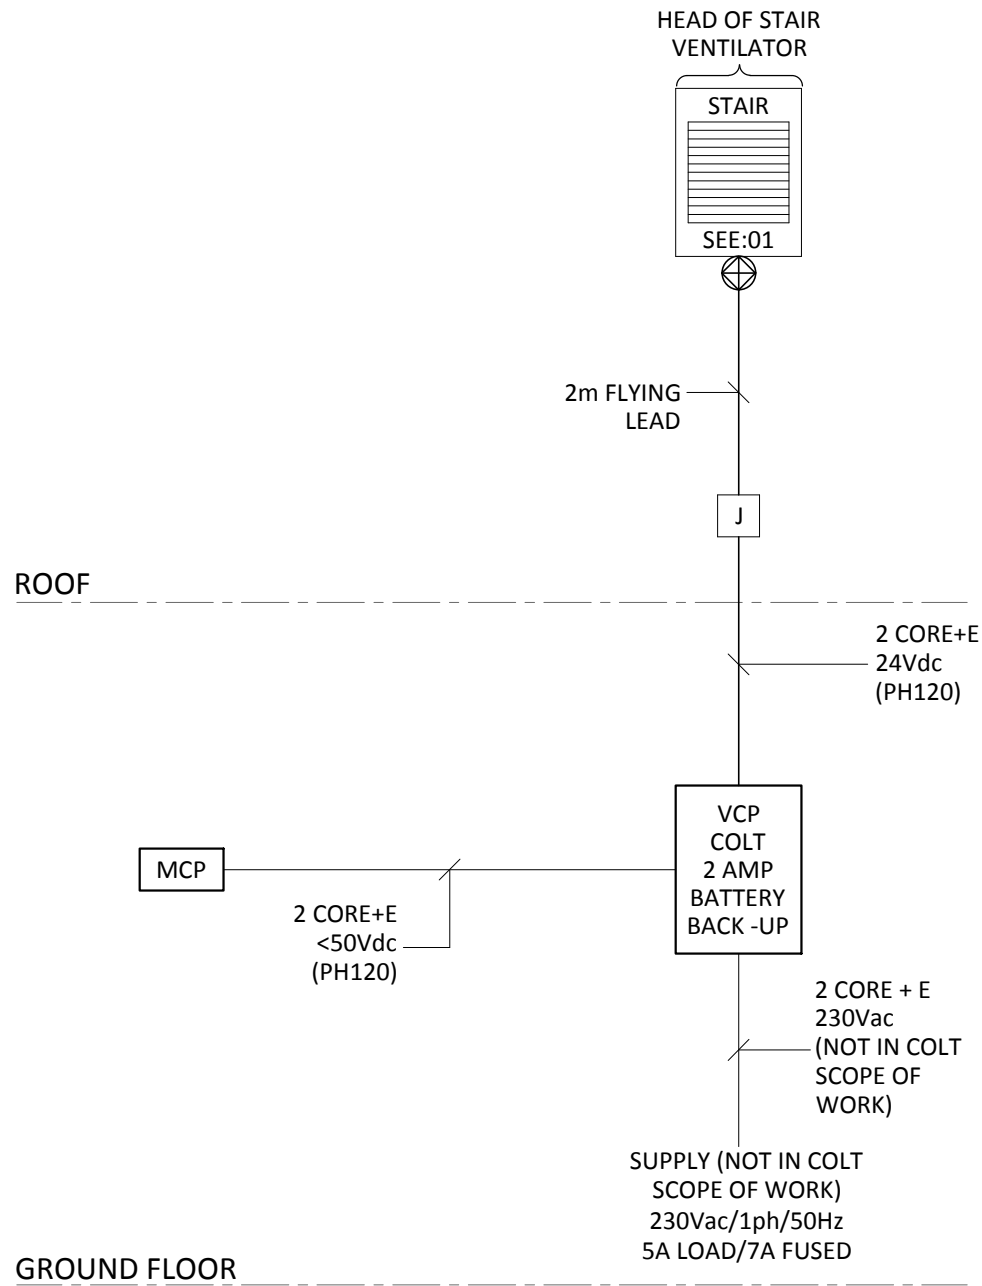 HEAD OF STAIR
VENTILATOR
STAIR
SEE:01
2m FLYING
LEAD
J
ROOF
2 CORE+E
24Vdc
(PH120)
VCP
COLT
2 AMP
BATTERY
BACK -UP
MCP
2 CORE+E
<50Vdc
(PH120)
2 CORE + E
230Vac
(NOT IN COLT
SCOPE OF
WORK)
SUPPLY (NOT IN COLT
SCOPE OF WORK)
230Vac/1ph/50Hz
5A LOAD/7A FUSED
GROUND FLOOR